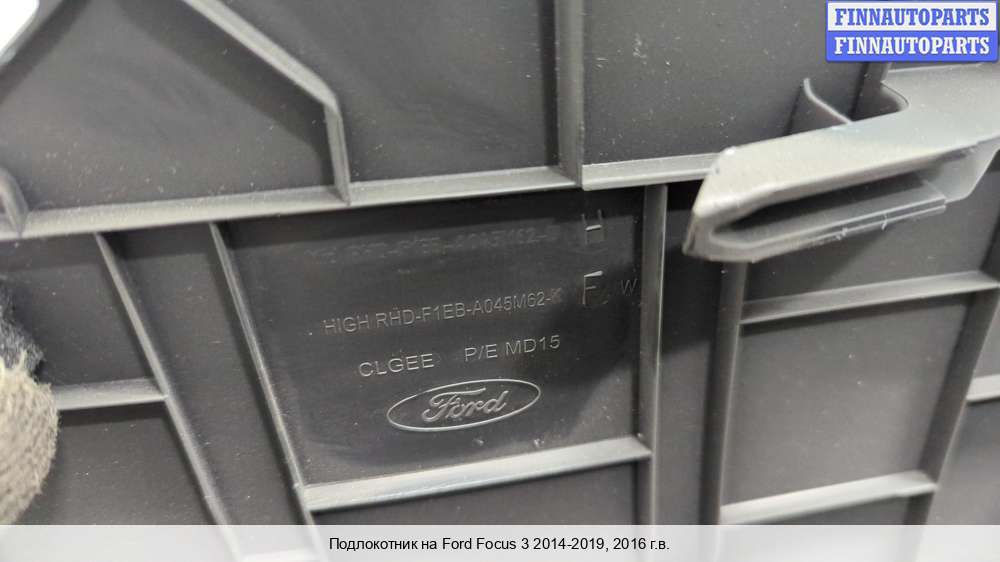 FINNAUTOPARTS
FINNAUTOPARTS
H
HIGH RHD-F1EB-A045M62-K
F W
CLGEE P/E MD15
Ford
Подлокотник на Ford Focus 3 2014-2019, 2016 г.в.